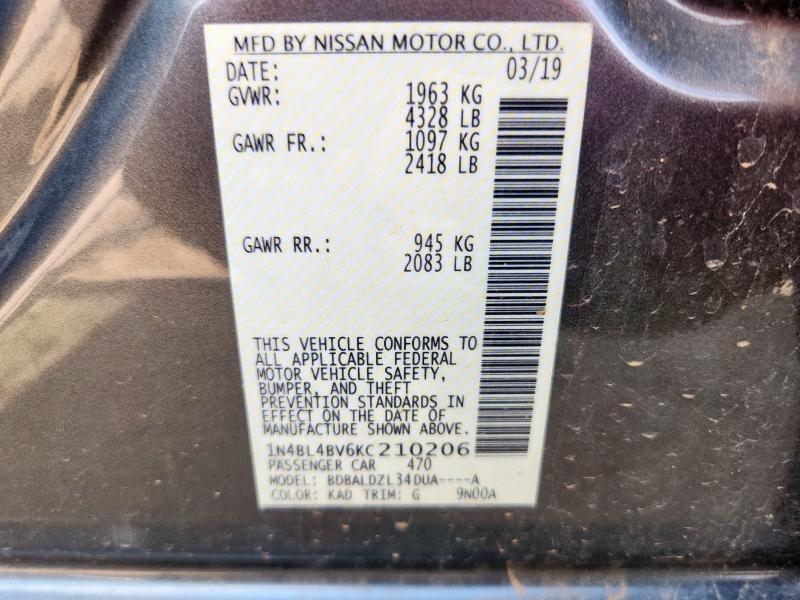 MFD BY NISSAN MOTOR CO., LTD.
DATE: 03/19
GVWR: 1963 KG
4328 LB
GAWR FR.: 1097 KG
2418 LB
GAWR RR.: 945 KG
2083 LB
THIS VEHICLE CONFORMS TO
ALL APPLICABLE FEDERAL
MOTOR VEHICLE SAFETY,
BUMPER, AND THEFT
PREVENTION STANDARDS IN
EFFECT ON THE DATE OF
MANUFACTURE SHOWN ABOVE.
1N4BL4BV6KC210206
PASSENGER CAR 470
MODEL: BDBALDZL34DUA----A
COLOR: KAD TRIM: G 9N00A